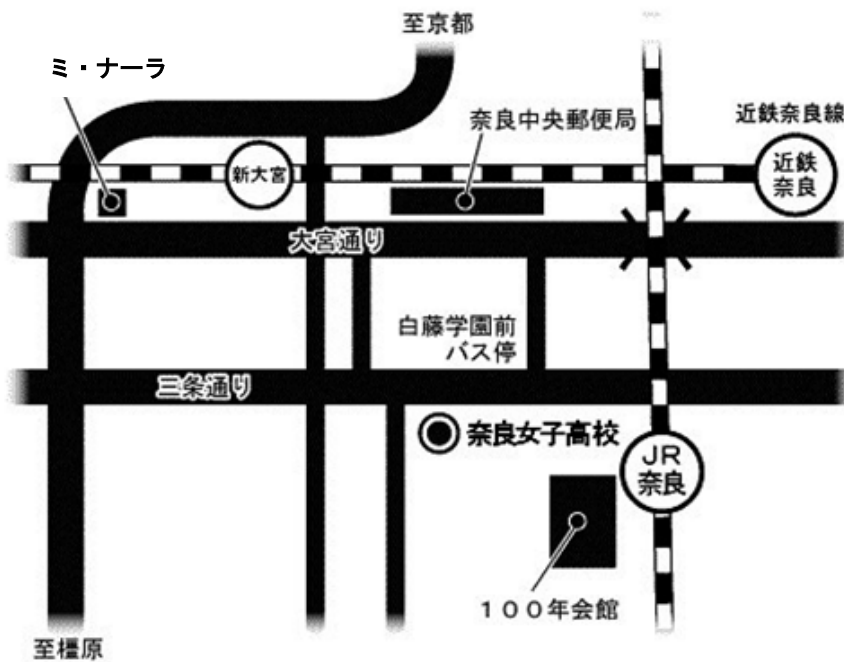 至京都
ミ・ナーラ
奈良中央郵便局
近鉄奈良線
新大宮
近鉄
奈良
大宮通り
白藤学園前
バス停
三条通り
奈良女子高校
JR
奈良
100年会館
至橿原